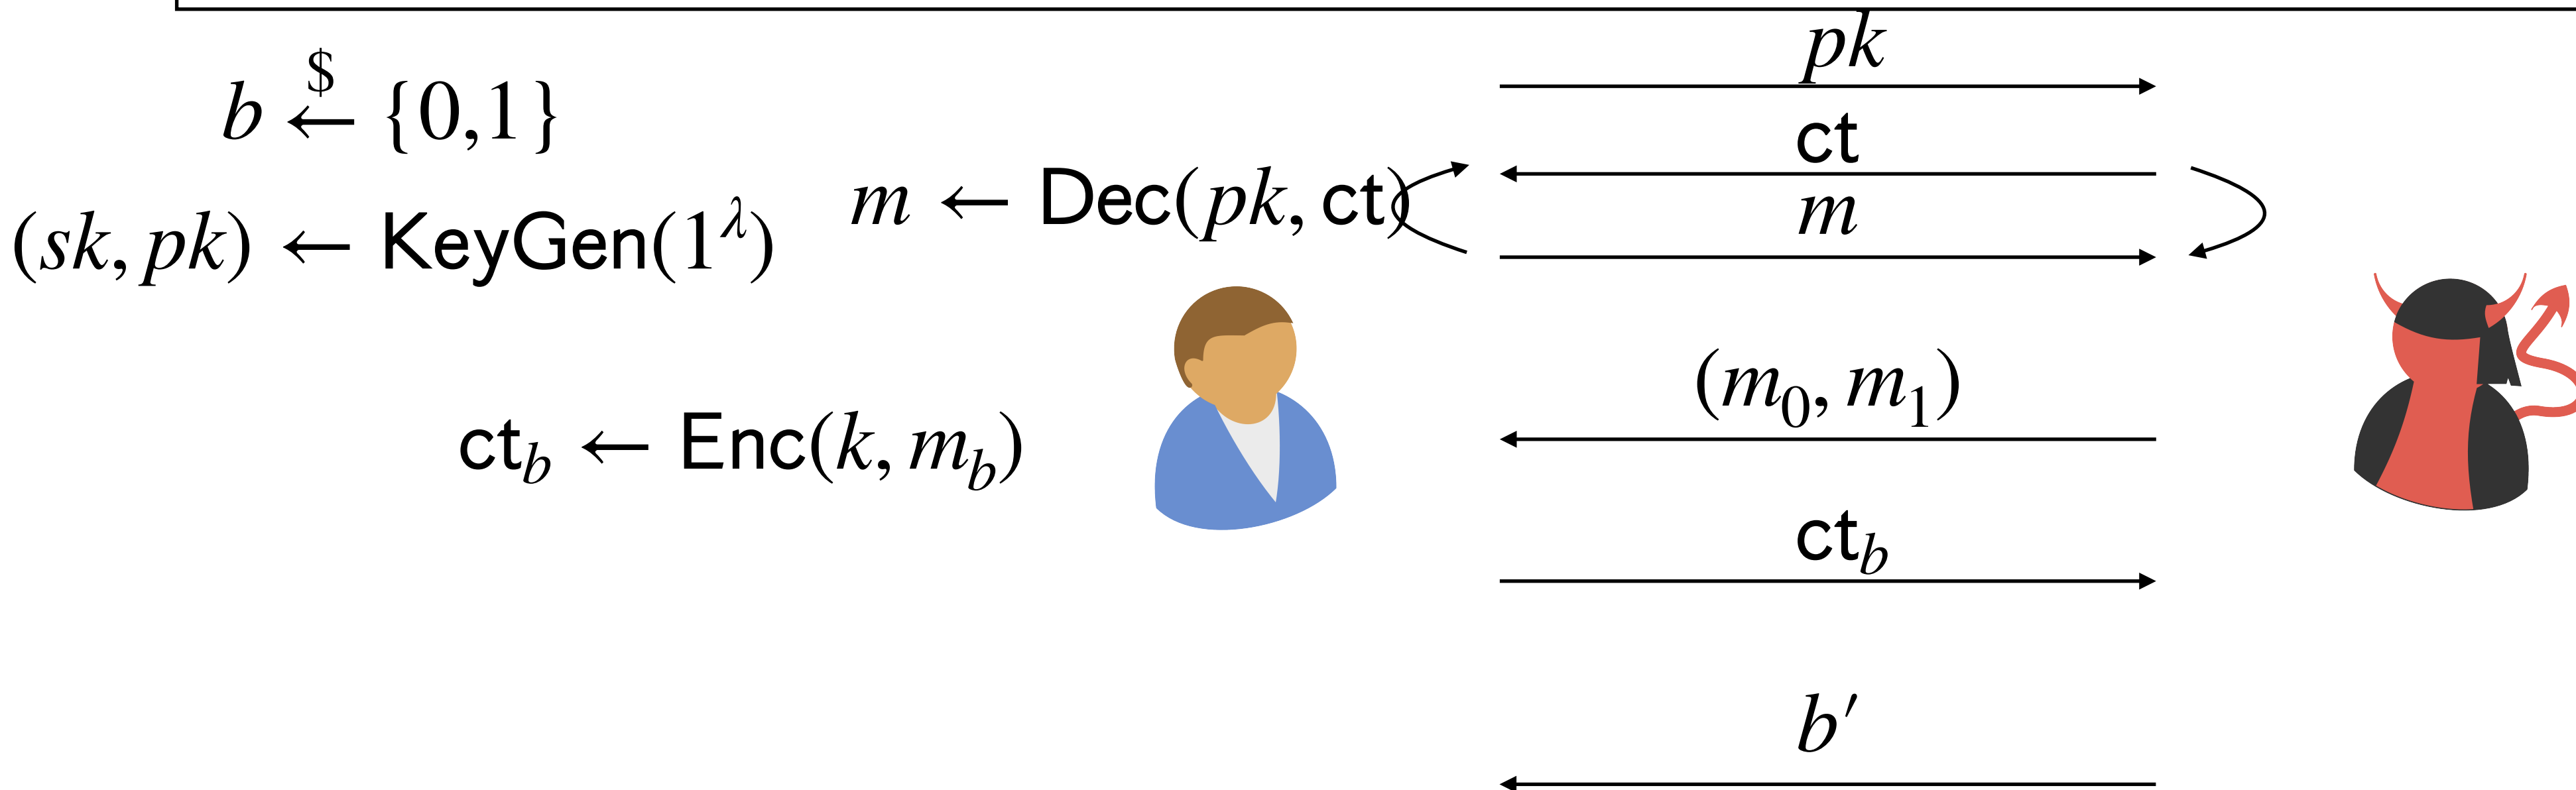 pk
b ←$ {0,1}
ct
m ← Dec(pk, ct)
m
(sk, pk) ← KeyGen(1^λ)
(m_0, m_1)
ct_b ← Enc(k, m_b)
ct_b
b′